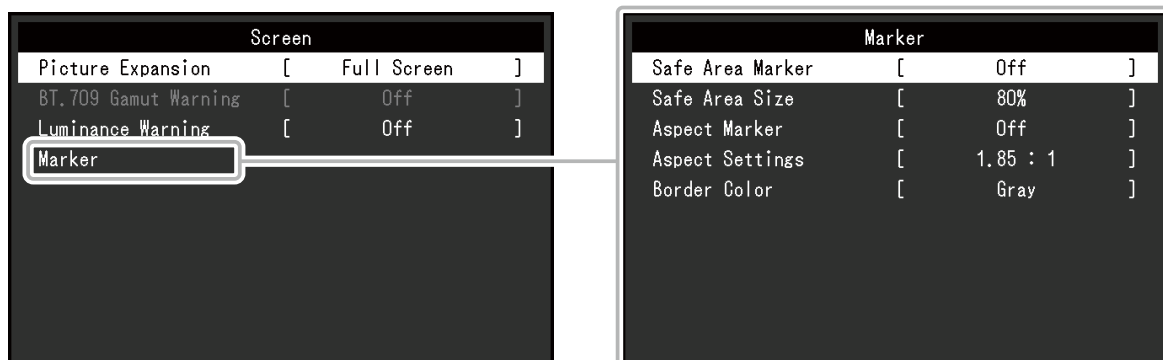 Screen
Picture Expansion [ Full Screen ]
BT.709 Gamut Warning [ Off ]
Luminance Warning [ Off ]
Marker
Marker
Safe Area Marker [ Off ]
Safe Area Size [ 80% ]
Aspect Marker [ Off ]
Aspect Settings [ 1.85 : 1 ]
Border Color [ Gray ]